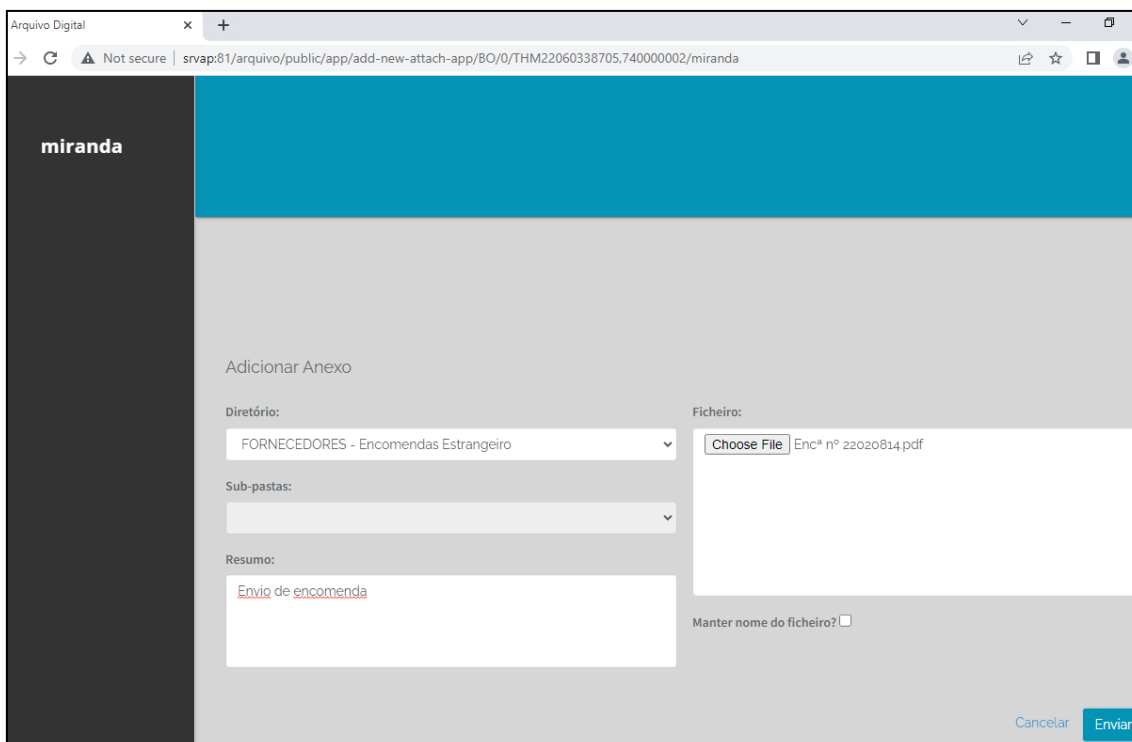 Arquivo Digital
Not secure
srvap:81/arquivo/public/app/add-new-attach-app/BO/0/THM22060338705,740000002/miranda
miranda
Adicionar Anexo
Diretório:
FORNECEDORES - Encomendas Estrangeiro
Sub-pastas:
Resumo:
Envio de encomenda
Ficheiro:
Choose File Encª nº 22020814.pdf
Manter nome do ficheiro?
Cancelar
Enviar